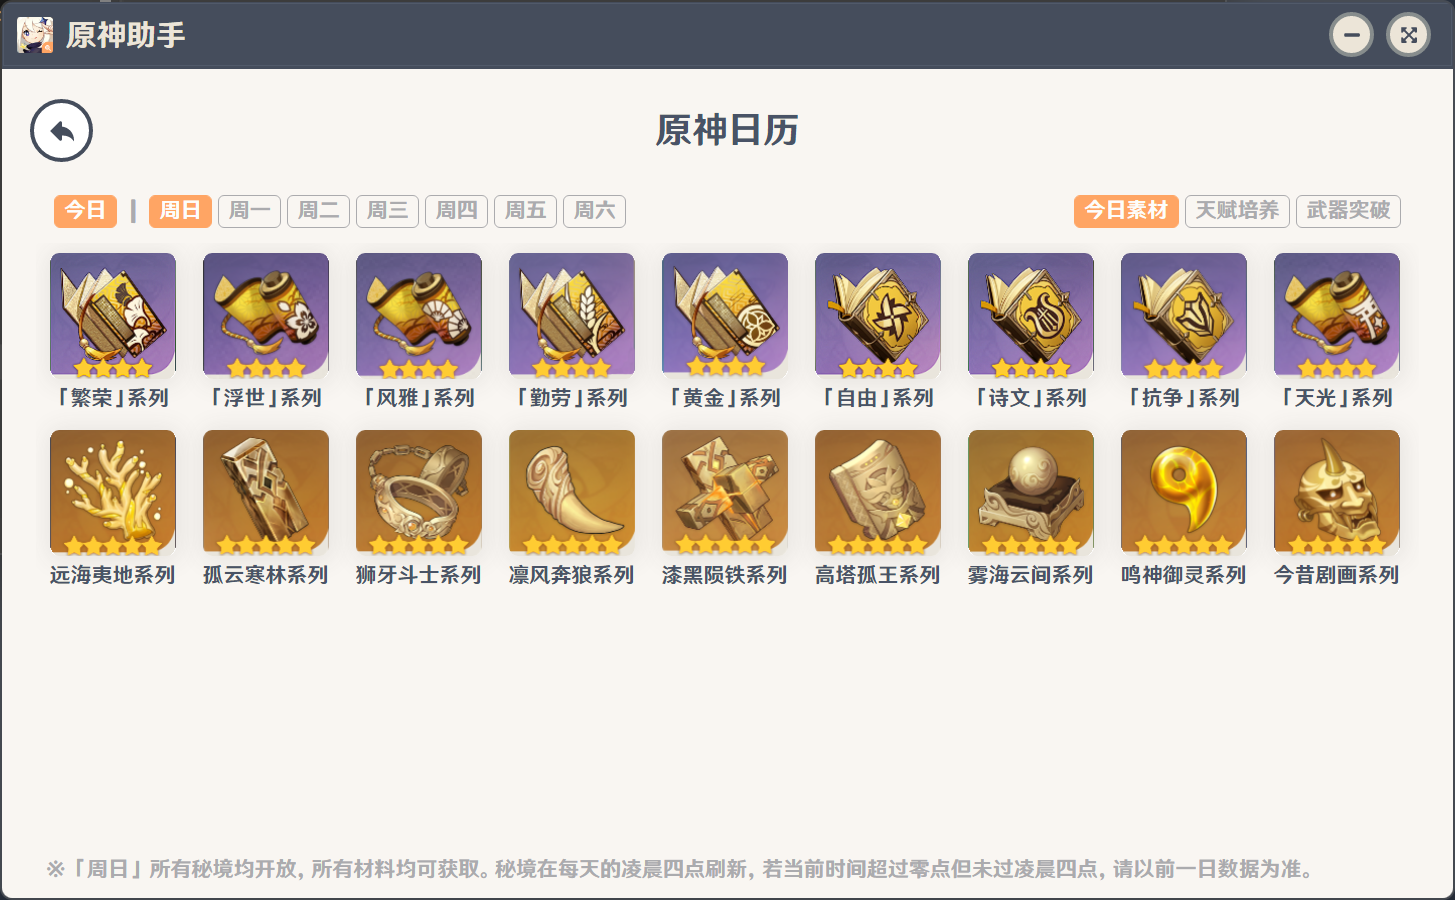 原神助手
原神日历
今日 | 周日 周一 周二 周三 周四 周五 周六 今日素材 天赋培养 武器突破
「繁荣」系列 「浮世」系列 「风雅」系列 「勤劳」系列 「黄金」系列 「自由」系列 「诗文」系列 「抗争」系列 「天光」系列
远海夷地系列 孤云寒林系列 狮牙斗士系列 凛风奔狼系列 漆黑陨铁系列 高塔孤王系列 雾海云间系列 鸣神御灵系列 今昔剧画系列
※「周日」所有秘境均开放, 所有材料均可获取。秘境在每天的凌晨四点刷新, 若当前时间超过零点但未过凌晨四点, 请以前一日数据为准。